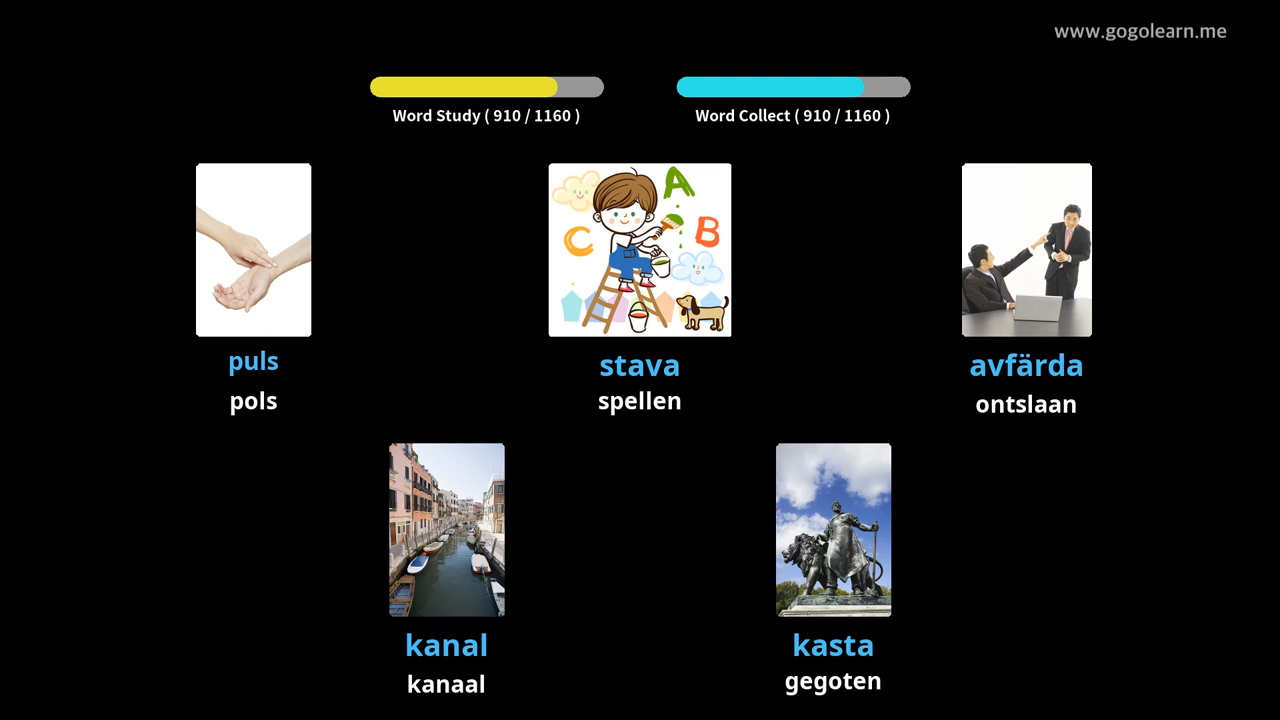 www.gogolearn.me
Word Study ( 910 / 1160 )
Word Collect ( 910 / 1160 )
A
B
C
puls
pols
stava
spellen
avfärda
ontslaan
kanal
kanaal
kasta
gegoten